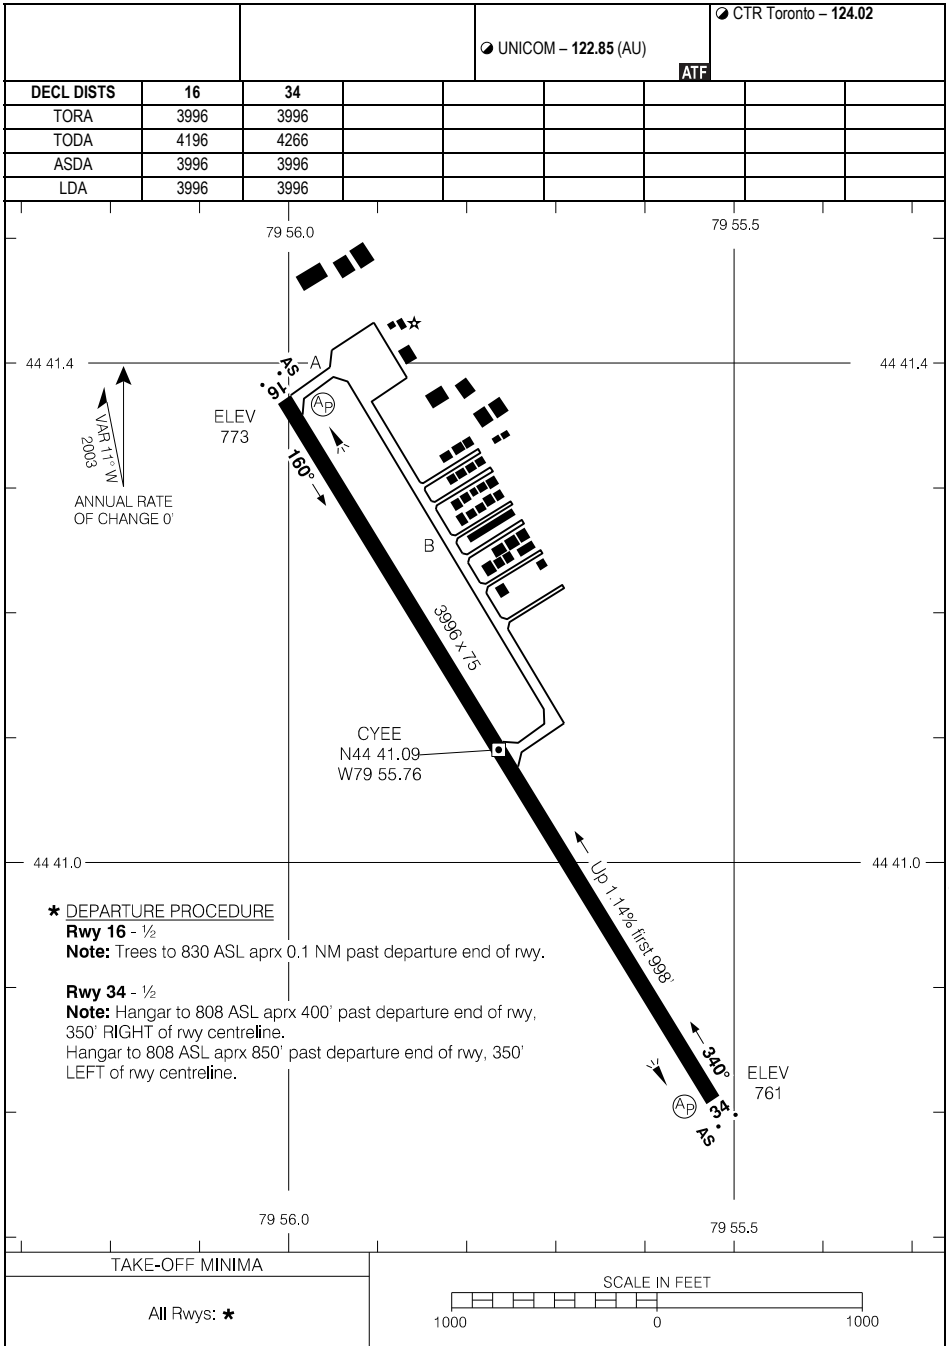 CTR Toronto – 124.02
UNICOM – 122.85 (AU)
ATF
DECL DISTS 16 34
TORA 3996 3996
TODA 4196 4266
ASDA 3996 3996
LDA 3996 3996
79 56.0
79 55.5
44 41.4
44 41.4
AS
A
16
AP
ELEV
773
VAR 11° W
2003
160°
ANNUAL RATE
OF CHANGE 0'
B
3996 x 75
CYEE
N44 41.09
W79 55.76
44 41.0
44 41.0
Up 1.14% first 998'
★ DEPARTURE PROCEDURE
Rwy 16 - ½
Note: Trees to 830 ASL aprx 0.1 NM past departure end of rwy.
Rwy 34 - ½
Note: Hangar to 808 ASL aprx 400' past departure end of rwy,
350' RIGHT of rwy centreline.
Hangar to 808 ASL aprx 850' past departure end of rwy, 350'
LEFT of rwy centreline.
340°
ELEV
761
AP
34
AS
79 56.0
79 55.5
TAKE-OFF MINIMA
All Rwys: ★
SCALE IN FEET
1000 0 1000